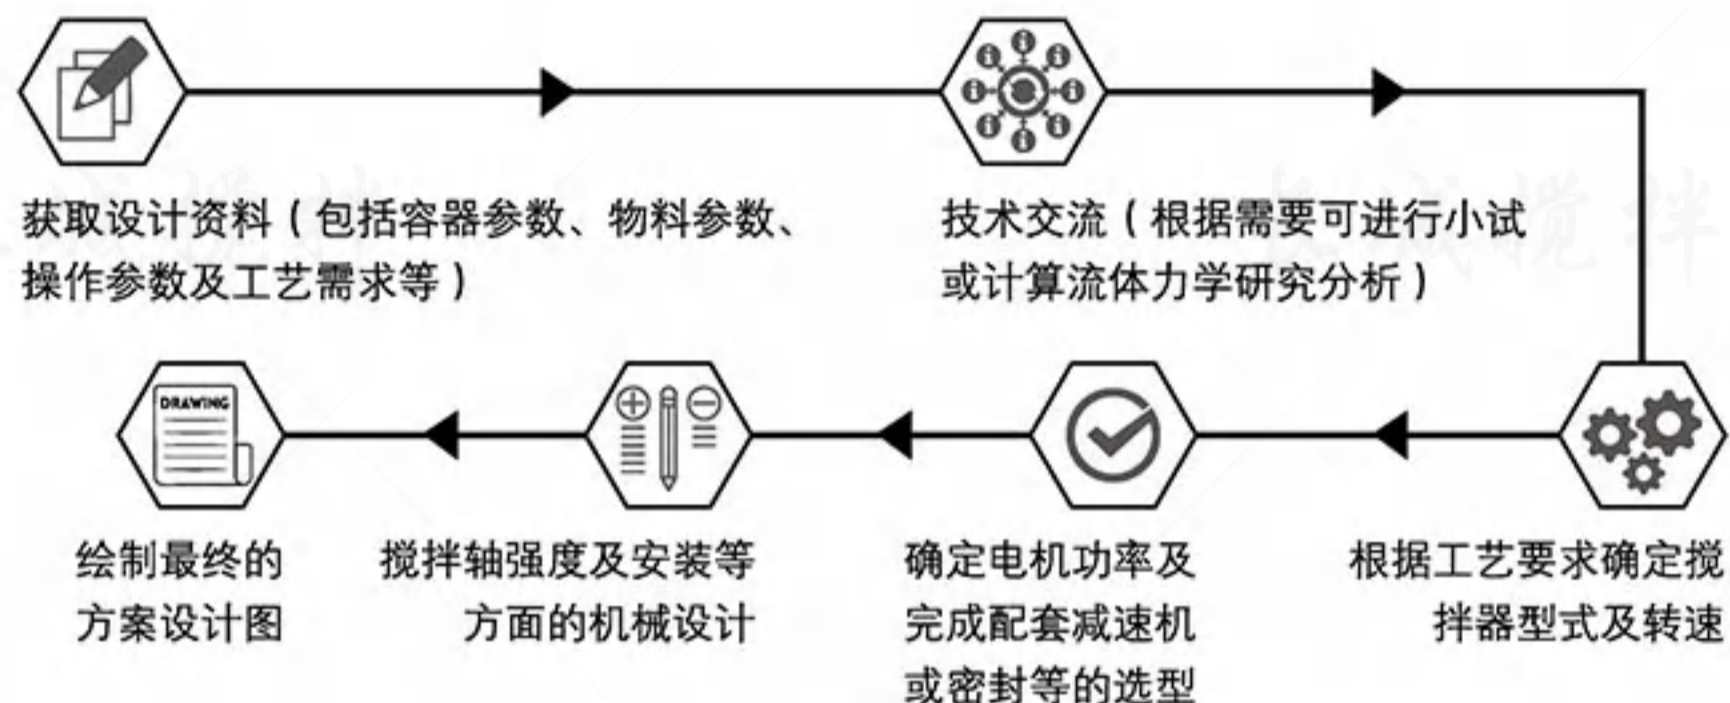 获取设计资料（包括容器参数、物料参数、
操作参数及工艺需求等）
技术交流（根据需要可进行小试
或计算流体力学研究分析）
根据工艺要求确定搅
拌器型式及转速
确定电机功率及
完成配套减速机
或密封等的选型
搅拌轴强度及安装等
方面的机械设计
DRAWING
绘制最终的
方案设计图
长城搅拌